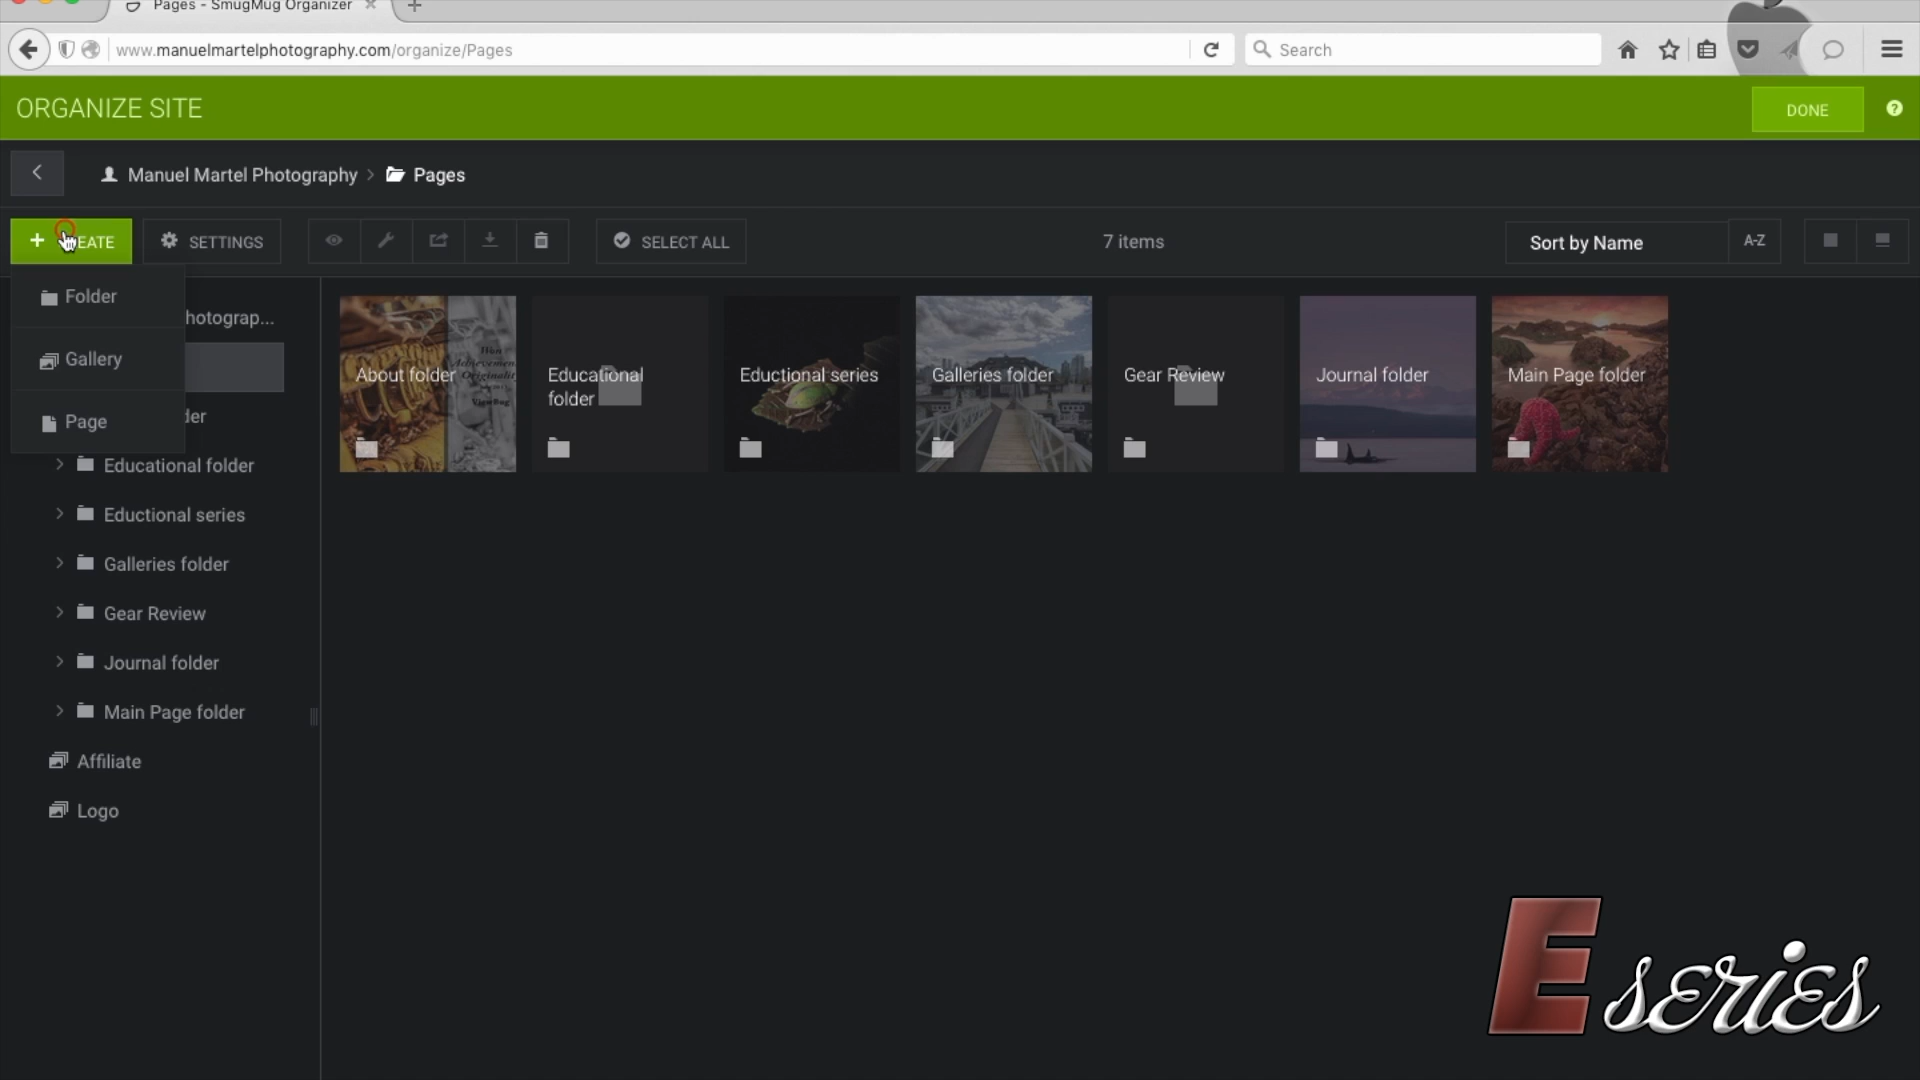 Pages - SmugMug Organizer
www.manuelmartelphotography.com/organize/Pages
Search
ORGANIZE SITE
DONE
Manuel Martel Photography > Pages
EATE
SETTINGS
SELECT ALL
7 items
Sort by Name
A-Z
Folder
Gallery
Page
hotograp...
der
Educational folder
Eductional series
Galleries folder
Gear Review
Journal folder
Main Page folder
Affiliate
Logo
About folder
Educational
folder
Eductional series
Galleries folder
Gear Review
Journal folder
Main Page folder
E series